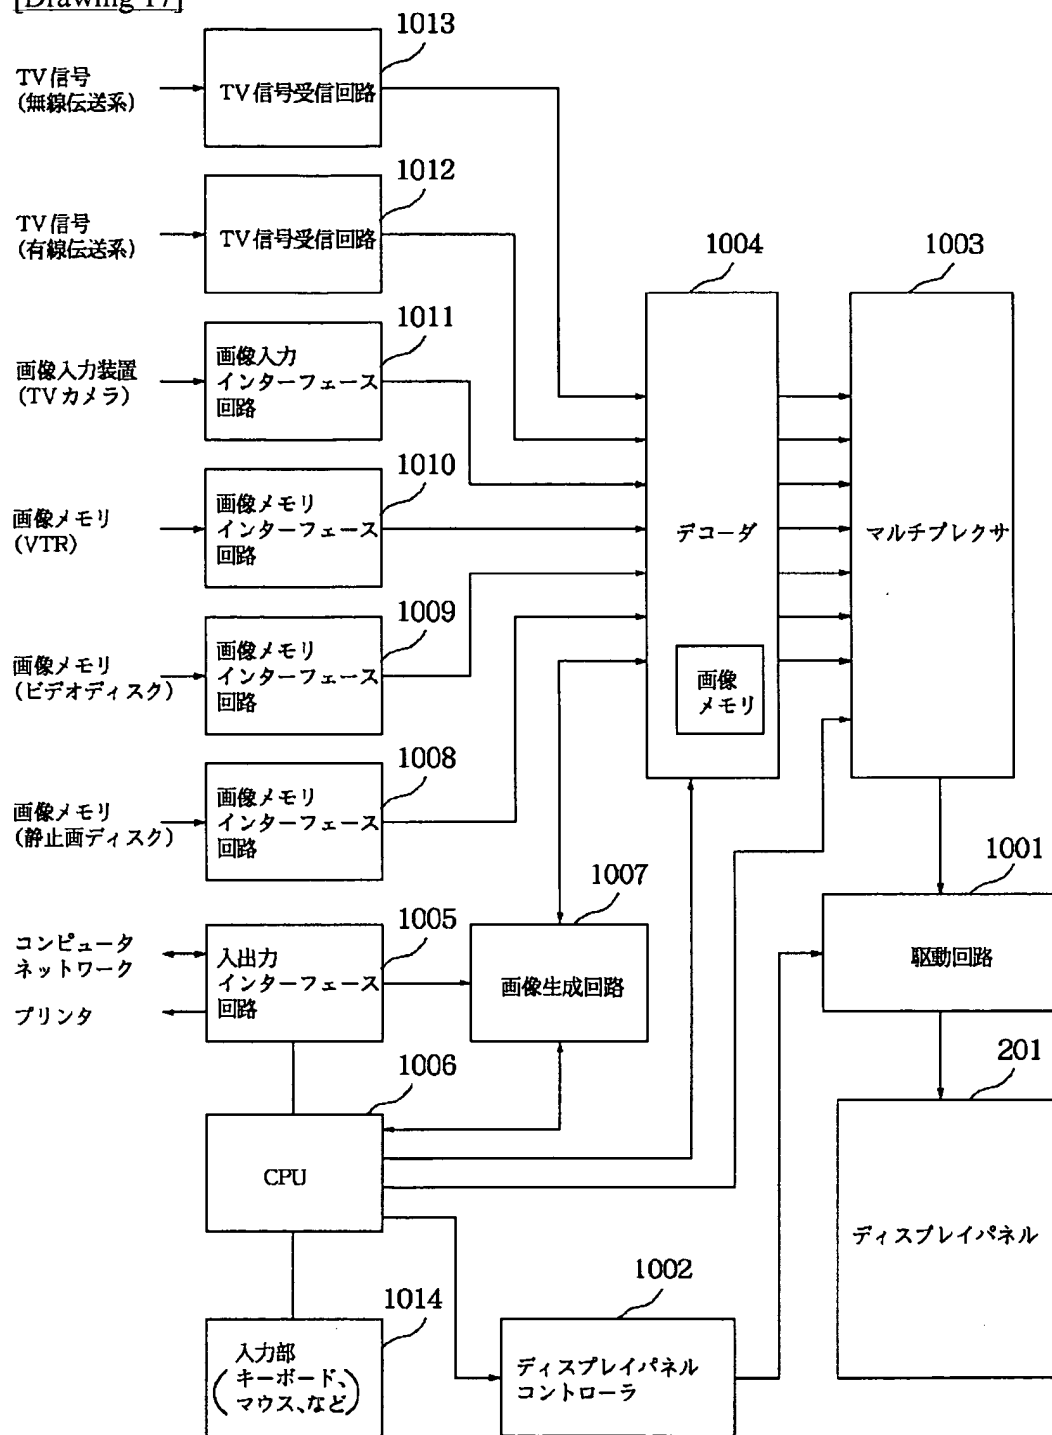 [Drawing 17]
1013
TV信号
(無線伝送系)
TV信号受信回路
1012
TV信号
(有線伝送系)
TV信号受信回路
1004
1003
1011
画像入力装置
(TVカメラ)
画像入力
インターフェース
回路
1010
画像メモリ
(VTR)
画像メモリ
インターフェース
回路
デコーダ
マルチプレクサ
1009
画像メモリ
(ビデオディスク)
画像メモリ
インターフェース
回路
画像
メモリ
1008
画像メモリ
(静止画ディスク)
画像メモリ
インターフェース
回路
1001
1007
1005
コンピュータ
ネットワーク
プリンタ
入出力
インターフェース
回路
画像生成回路
駆動回路
1006
201
CPU
ディスプレイパネル
1002
1014
入力部
(キーボード、
マウス、など)
ディスプレイパネル
コントローラ